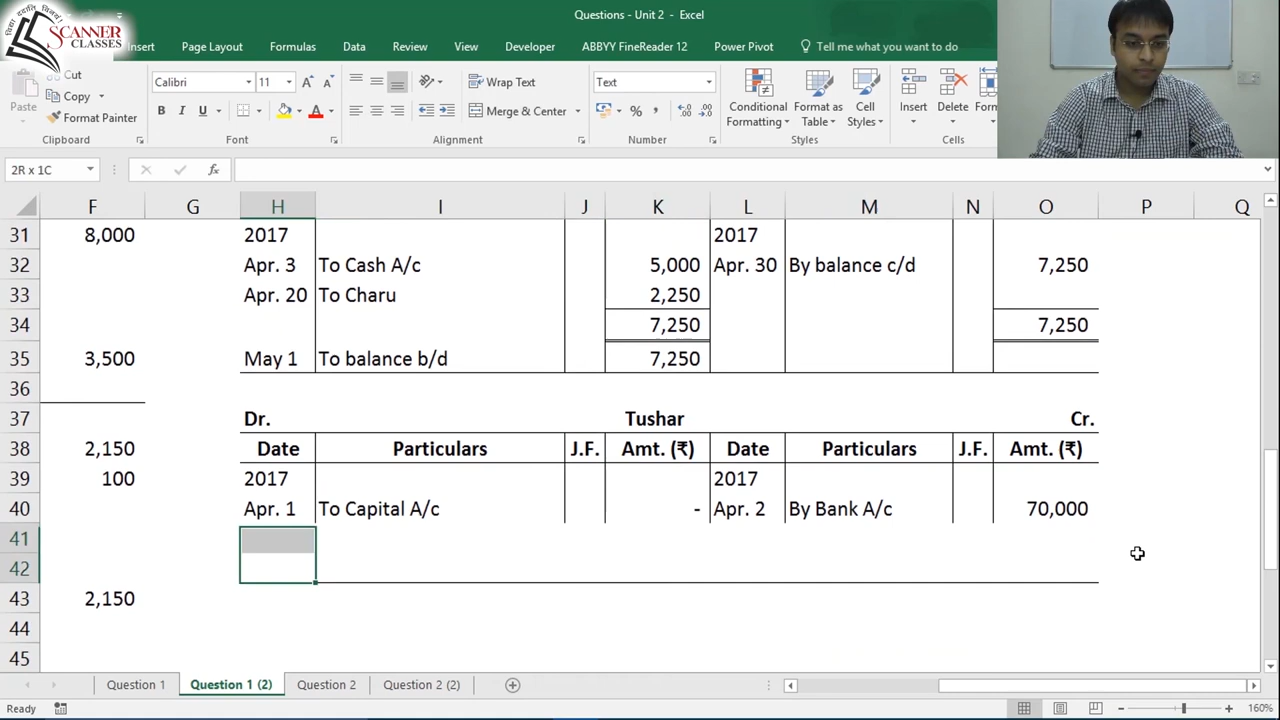 विद्या ददाति विनयं
SCANNER
CLASSES
Questions - Unit 2 - Excel
Insert Page Layout Formulas Data Review View Developer ABBYY FineReader 12 Power Pivot Tell me what you want to do
Paste
Cut
Copy
Format Painter
Clipboard
Calibri 11
B I U
Font
Wrap Text
Merge & Center
Alignment
Text
%
Number
Conditional Formatting
Format as Table
Cell Styles
Styles
Insert
Delete
Form
Cells
2R x 1C
fx
F G H I J K L M N O P Q
31 8,000 2017 2017
32 Apr. 3 To Cash A/c 5,000 Apr. 30 By balance c/d 7,250
33 Apr. 20 To Charu 2,250
34 7,250 7,250
35 3,500 May 1 To balance b/d 7,250
36
37 Dr. Tushar Cr.
38 2,150 Date Particulars J.F. Amt. (₹) Date Particulars J.F. Amt. (₹)
39 100 2017 2017
40 Apr. 1 To Capital A/c - Apr. 2 By Bank A/c 70,000
41
42
43 2,150
44
45
Question 1 Question 1 (2) Question 2 Question 2 (2)
Ready
160%